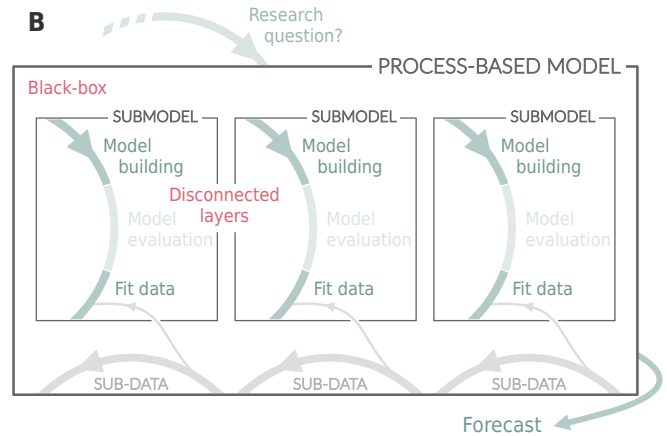 B
Research
question?
PROCESS-BASED MODEL
Black-box
SUBMODEL
SUBMODEL
SUBMODEL
Model
building
Model
building
Model
building
Disconnected
layers
Model
evaluation
Model
evaluation
Model
evaluation
Fit data
Fit data
Fit data
SUB-DATA
SUB-DATA
SUB-DATA
Forecast